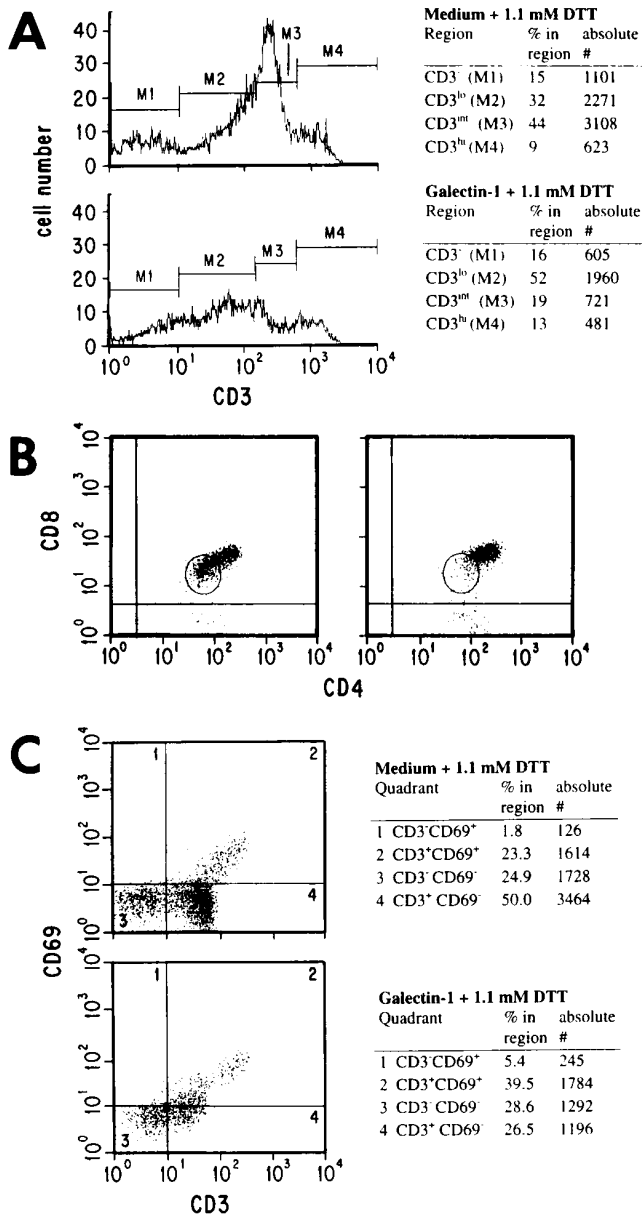 A
Medium + 1.1 mM DTT
Region % in region absolute #
CD3⁻ (M1) 15 1101
CD3ˡᵒ (M2) 32 2271
CD3ⁱⁿᵗ (M3) 44 3108
CD3ʰⁱ (M4) 9 623
Galectin-1 + 1.1 mM DTT
Region % in region absolute #
CD3⁻ (M1) 16 605
CD3ˡᵒ (M2) 52 1960
CD3ⁱⁿᵗ (M3) 19 721
CD3ʰⁱ (M4) 13 481
cell number
40
30
20
10
0
M1 M2 M3 M4
40
30
20
10
0
M1 M2 M3 M4
10⁰ 10¹ 10² 10³ 10⁴
CD3
B
CD8
10⁴
10³
10²
10¹
10⁰
10⁰ 10¹ 10² 10³ 10⁴
10⁴
10³
10²
10¹
10⁰
10⁰ 10¹ 10² 10³ 10⁴
CD4
C
CD69
10⁴
10³
10²
10¹
10⁰
1 2
3 4
10⁴
10³
10²
10¹
10⁰
1 2
3 4
10⁰ 10¹ 10² 10³ 10⁴
CD3
Medium + 1.1 mM DTT
Quadrant % in region absolute #
1 CD3⁻CD69⁺ 1.8 126
2 CD3⁺CD69⁺ 23.3 1614
3 CD3⁻ CD69⁻ 24.9 1728
4 CD3⁺ CD69⁻ 50.0 3464
Galectin-1 + 1.1 mM DTT
Quadrant % in region absolute #
1 CD3⁻CD69⁺ 5.4 245
2 CD3⁺CD69⁺ 39.5 1784
3 CD3⁻ CD69⁻ 28.6 1292
4 CD3⁺ CD69⁻ 26.5 1196